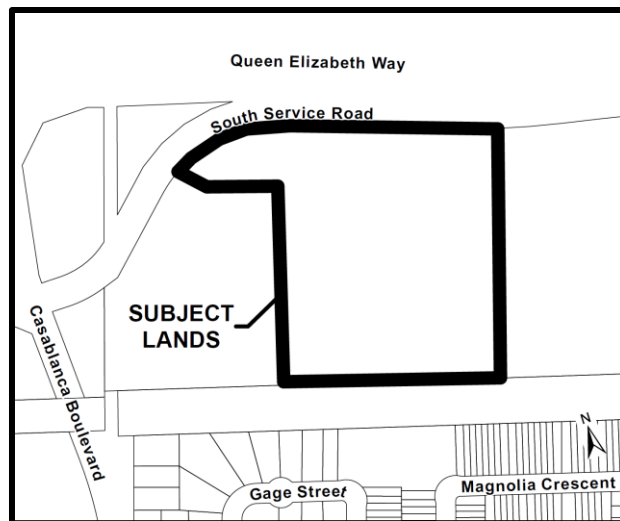 Queen Elizabeth Way
South Service Road
SUBJECT
LANDS
Casablanca Boulevard
N
Gage Street
Magnolia Crescent